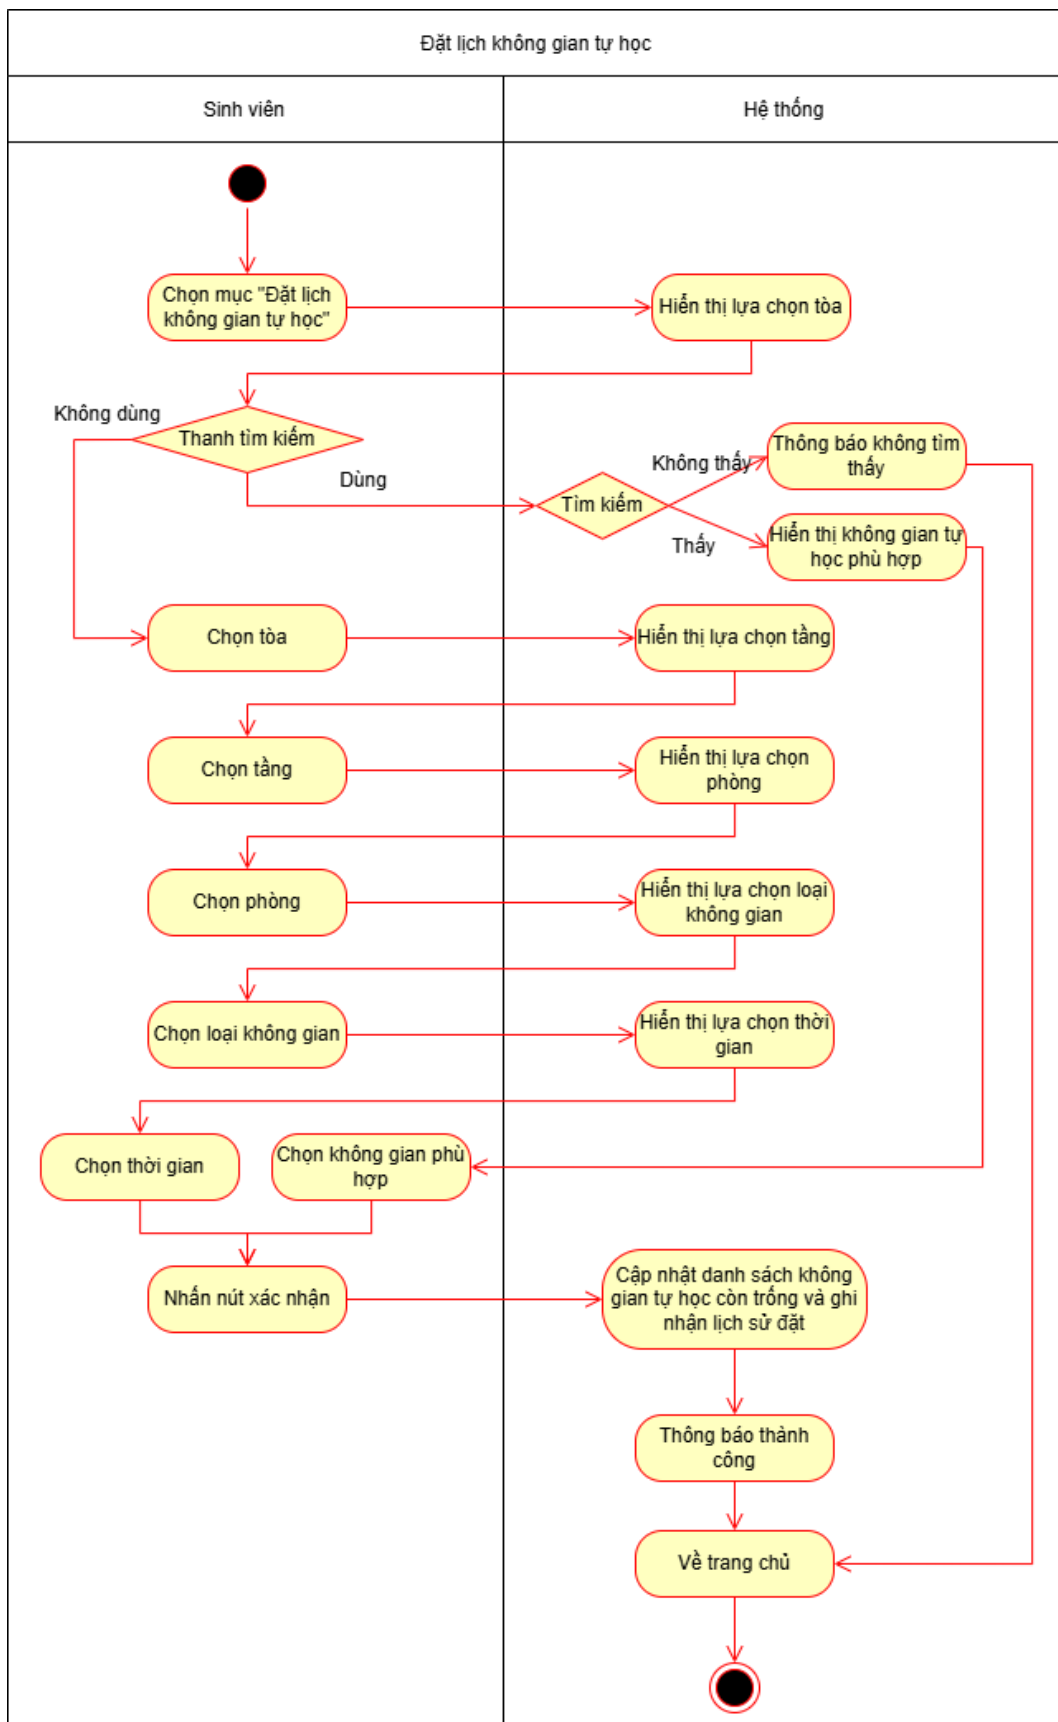 Đặt lịch không gian tự học
Sinh viên
Hệ thống
Chọn mục "Đặt lịch
không gian tự học"
Hiển thị lựa chọn tòa
Không dùng
Thanh tìm kiếm
Dùng
Tìm kiếm
Không thấy
Thông báo không tìm
thấy
Thấy
Hiển thị không gian tự
học phù hợp
Chọn tòa
Hiển thị lựa chọn tầng
Chọn tầng
Hiển thị lựa chọn
phòng
Chọn phòng
Hiển thị lựa chọn loại
không gian
Chọn loại không gian
Hiển thị lựa chọn thời
gian
Chọn thời gian
Chọn không gian phù
hợp
Nhấn nút xác nhận
Cập nhật danh sách không
gian tự học còn trống và ghi
nhận lịch sử đặt
Thông báo thành
công
Về trang chủ